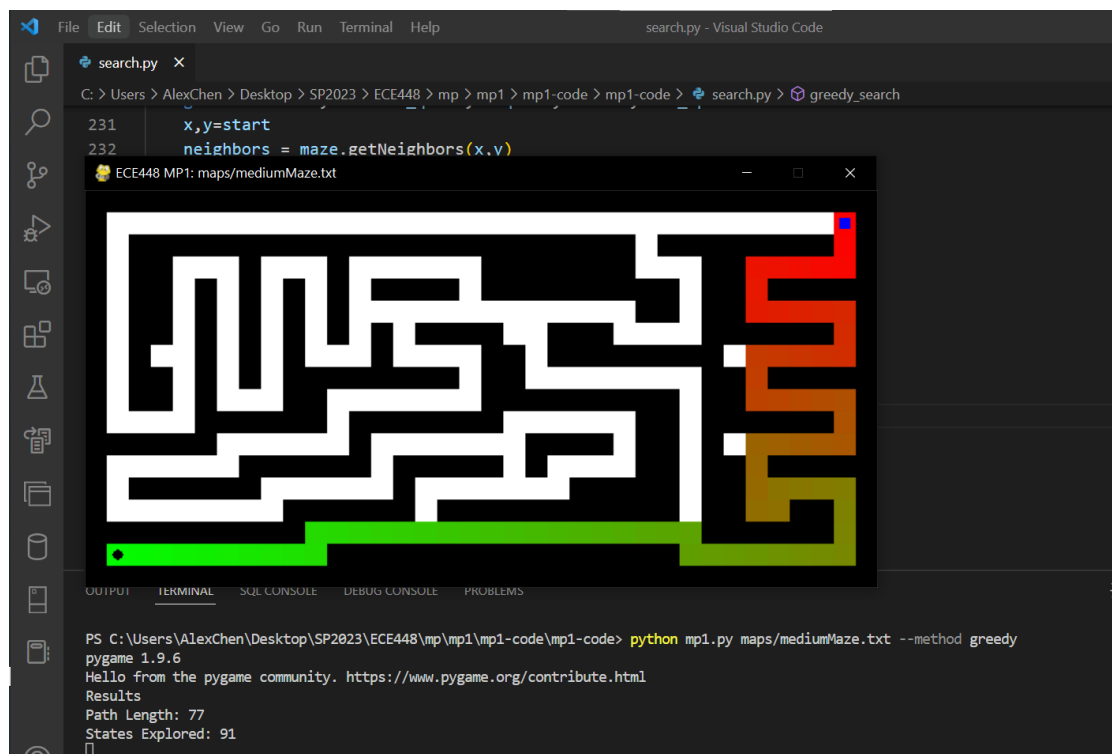 File Edit Selection View Go Run Terminal Help search.py - Visual Studio Code
search.py
C: > Users > AlexChen > Desktop > SP2023 > ECE448 > mp > mp1 > mp1-code > mp1-code > search.py > greedy_search
231 x,y=start
232 neighbors = maze.getNeighbors(x,y)
ECE448 MP1: maps/mediumMaze.txt
OUTPUT TERMINAL SQL CONSOLE DEBUG CONSOLE PROBLEMS
PS C:\Users\AlexChen\Desktop\SP2023\ECE448\mp\mp1\mp1-code\mp1-code> python mp1.py maps/mediumMaze.txt --method greedy
pygame 1.9.6
Hello from the pygame community. https://www.pygame.org/contribute.html
Results
Path Length: 77
States Explored: 91